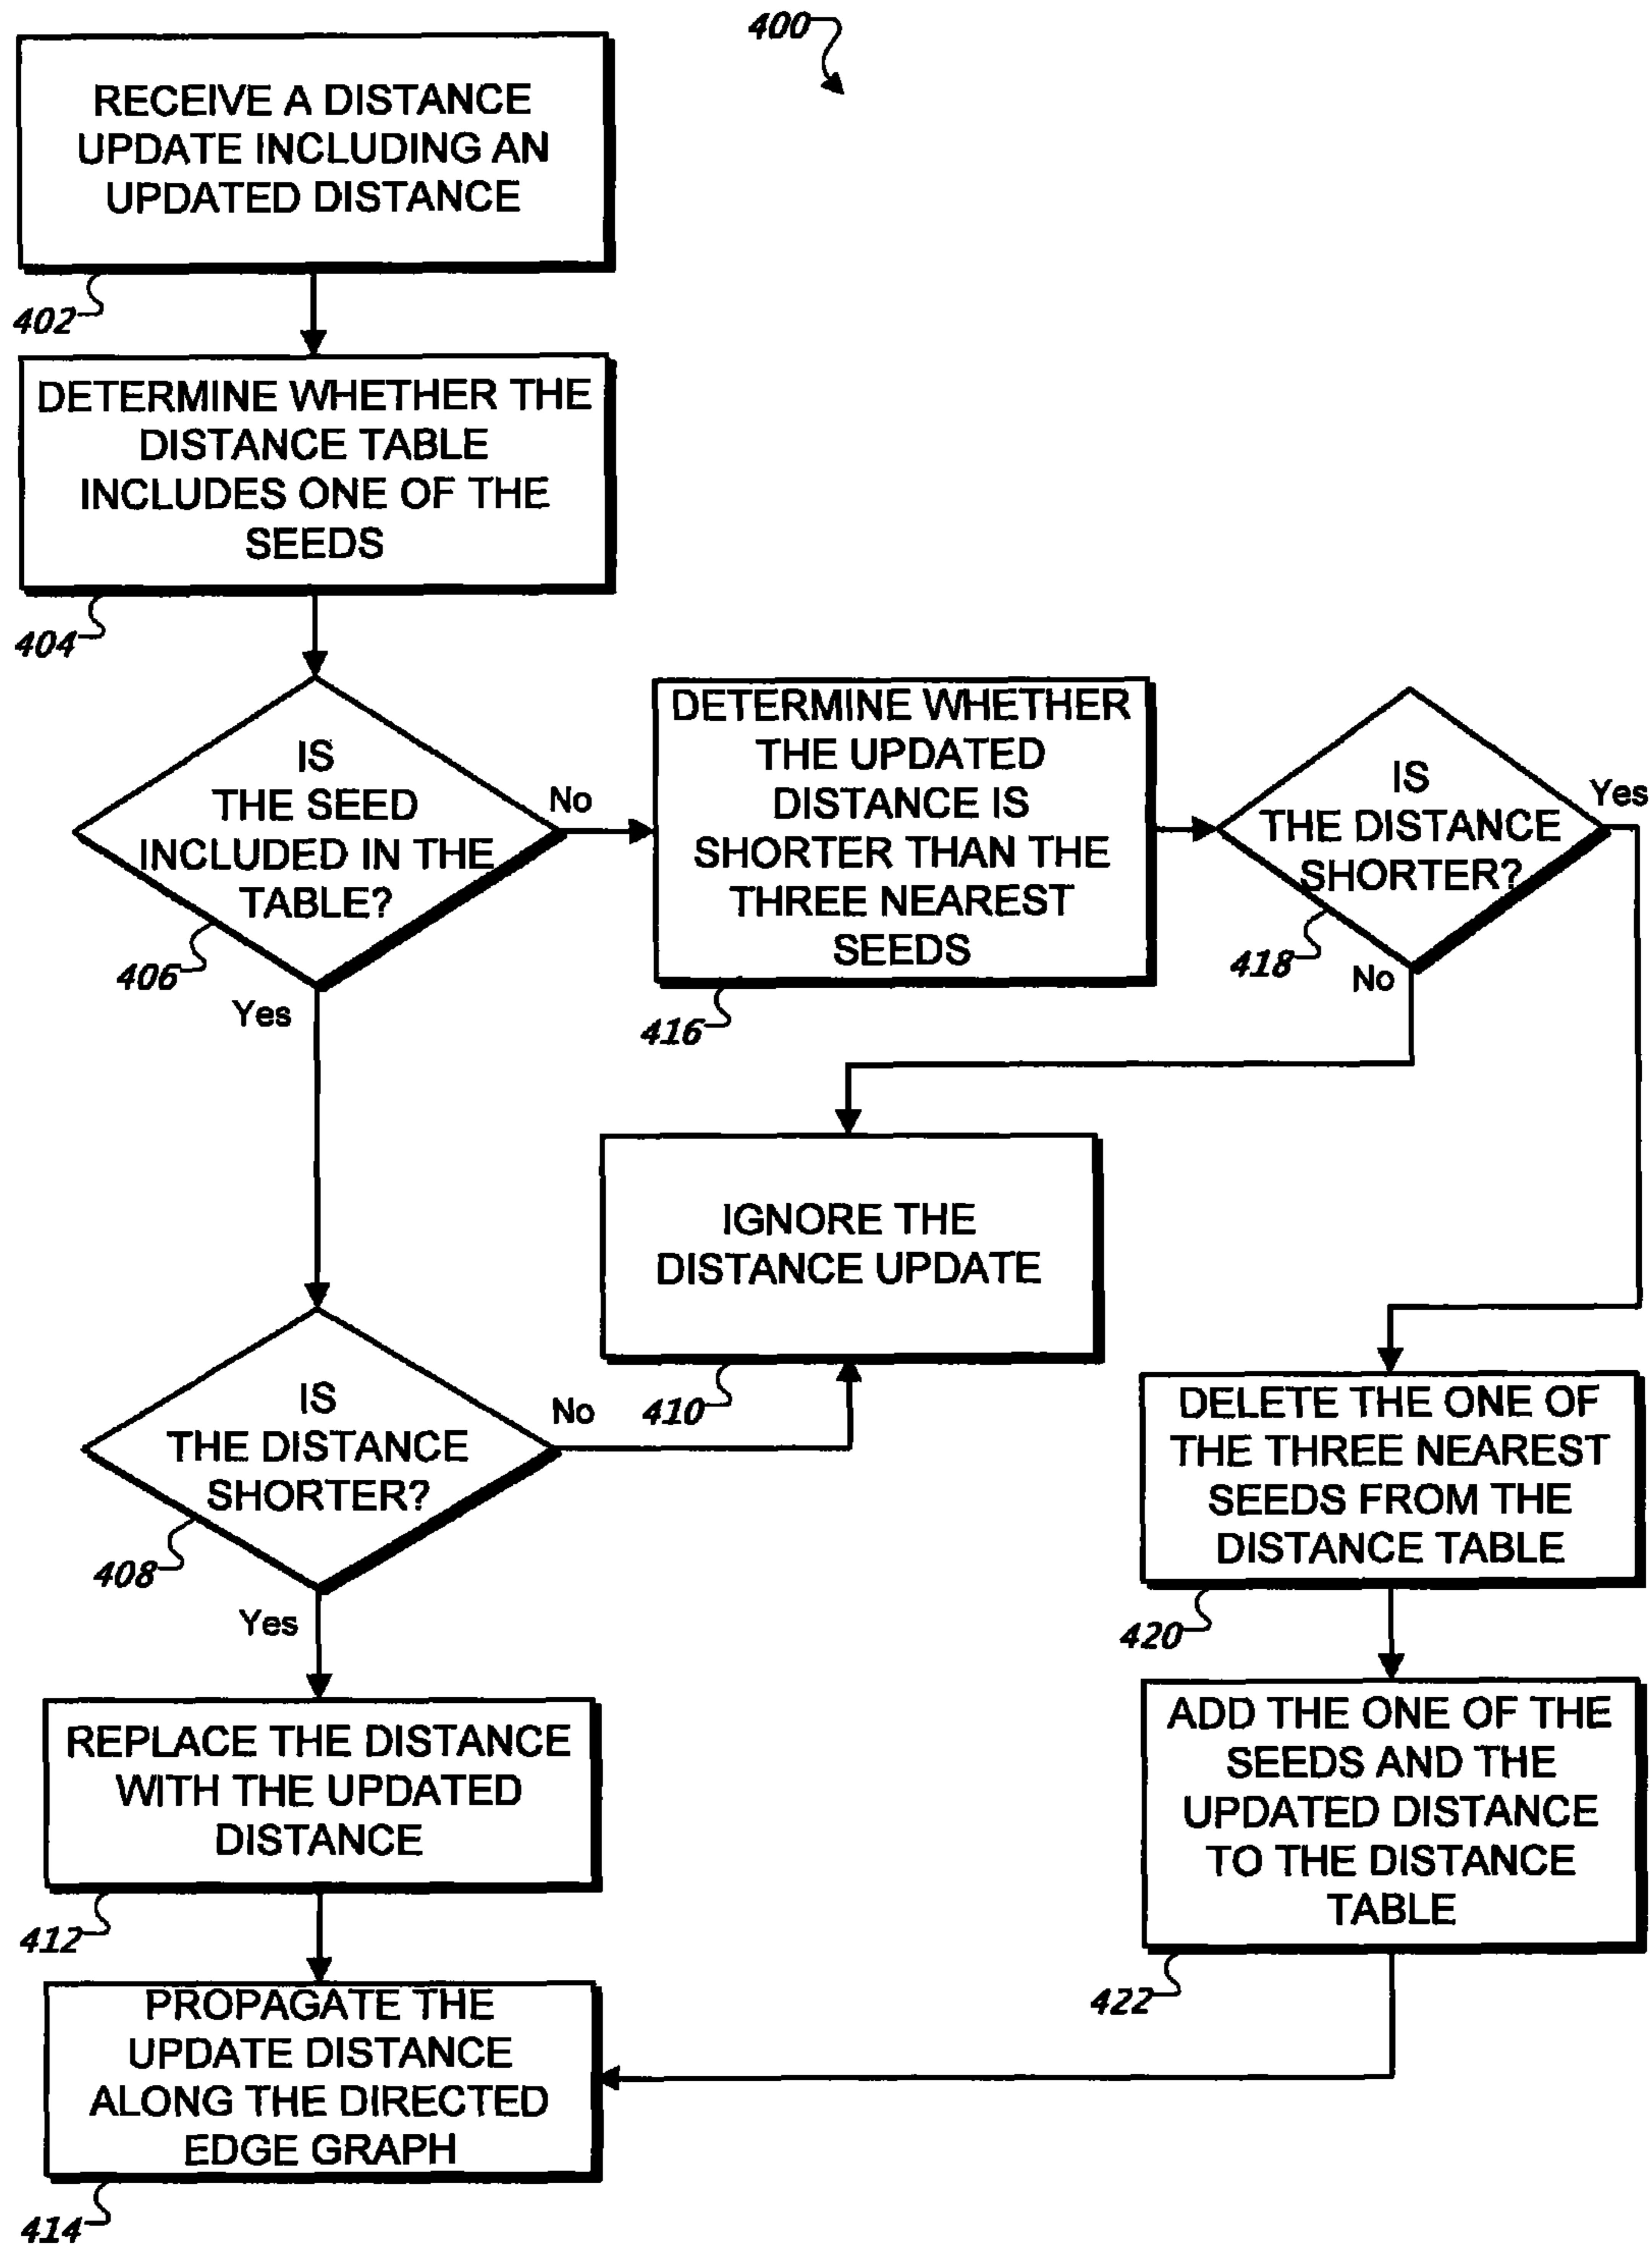 400
RECEIVE A DISTANCE
UPDATE INCLUDING AN
UPDATED DISTANCE
402
DETERMINE WHETHER THE
DISTANCE TABLE
INCLUDES ONE OF THE
SEEDS
404
IS
THE SEED
INCLUDED IN THE
TABLE?
406
No
Yes
DETERMINE WHETHER
THE UPDATED
DISTANCE IS
SHORTER THAN THE
THREE NEAREST
SEEDS
416
IS
THE DISTANCE
SHORTER?
418
Yes
No
IGNORE THE
DISTANCE UPDATE
410
IS
THE DISTANCE
SHORTER?
408
No
Yes
DELETE THE ONE OF
THE THREE NEAREST
SEEDS FROM THE
DISTANCE TABLE
420
REPLACE THE DISTANCE
WITH THE UPDATED
DISTANCE
412
ADD THE ONE OF THE
SEEDS AND THE
UPDATED DISTANCE
TO THE DISTANCE
TABLE
422
PROPAGATE THE
UPDATE DISTANCE
ALONG THE DIRECTED
EDGE GRAPH
414